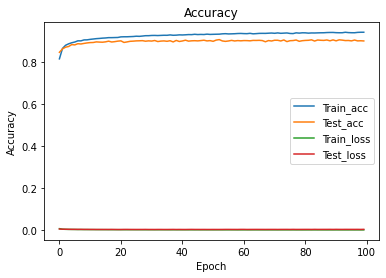 Accuracy
Accuracy
0.8
0.6
0.4
0.2
0.0
Train_acc
Test_acc
Train_loss
Test_loss
0 20 40 60 80 100
Epoch